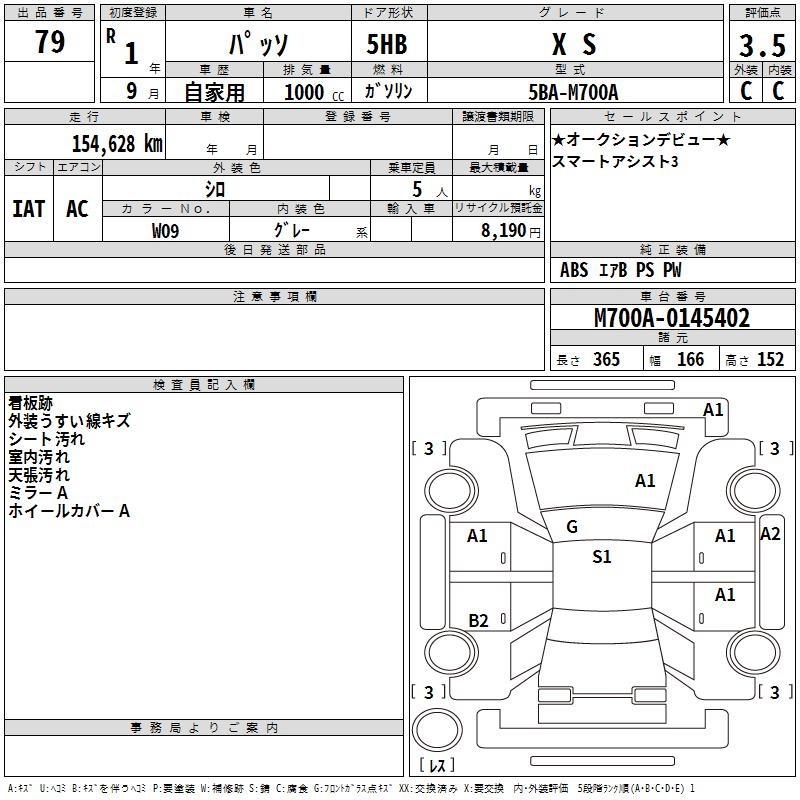 出品番号 初度登録 車名 ドア形状 グレード 評価点
79 R 1 年 パッソ 5HB X S 3.5
車歴 排気量 燃料 型式 外装 内装
9 月 自家用 1000 CC ガソリン 5BA-M700A C C
走行 車検 登録番号 譲渡書類期限 セールスポイント
154,628 km 年 月 月 日
★オークションデビュー★
スマートアシスト3
シフト エアコン 外装色 乗車定員 最大積載量
IAT AC シロ 5 人 kg
カラーNo. 内装色 輸入車 リサイクル預託金
W09 グレー 系 8,190 円
後日発送部品 純正装備
ABS エアB PS PW
注意事項欄 車台番号
M700A-0145402
諸元
長さ 365 幅 166 高さ 152
検査員記入欄
看板跡
外装うすい線キズ
シート汚れ
室内汚れ
天張汚れ
ミラーA
ホイールカバーA
A1
[ 3 ] [ 3 ]
A1
G
A1 A1 A2
S1
A1
B2
[ 3 ] [ 3 ]
[ レス ]
事務局よりご案内
A:キズ U:ヘコミ B:キズを伴うヘコミ P:要塗装 W:補修跡 S:錆 C:腐食 G:フロントガラス点キズ XX:交換済み X:要交換 内・外装評価 5段階ランク順(A・B・C・D・E) 1